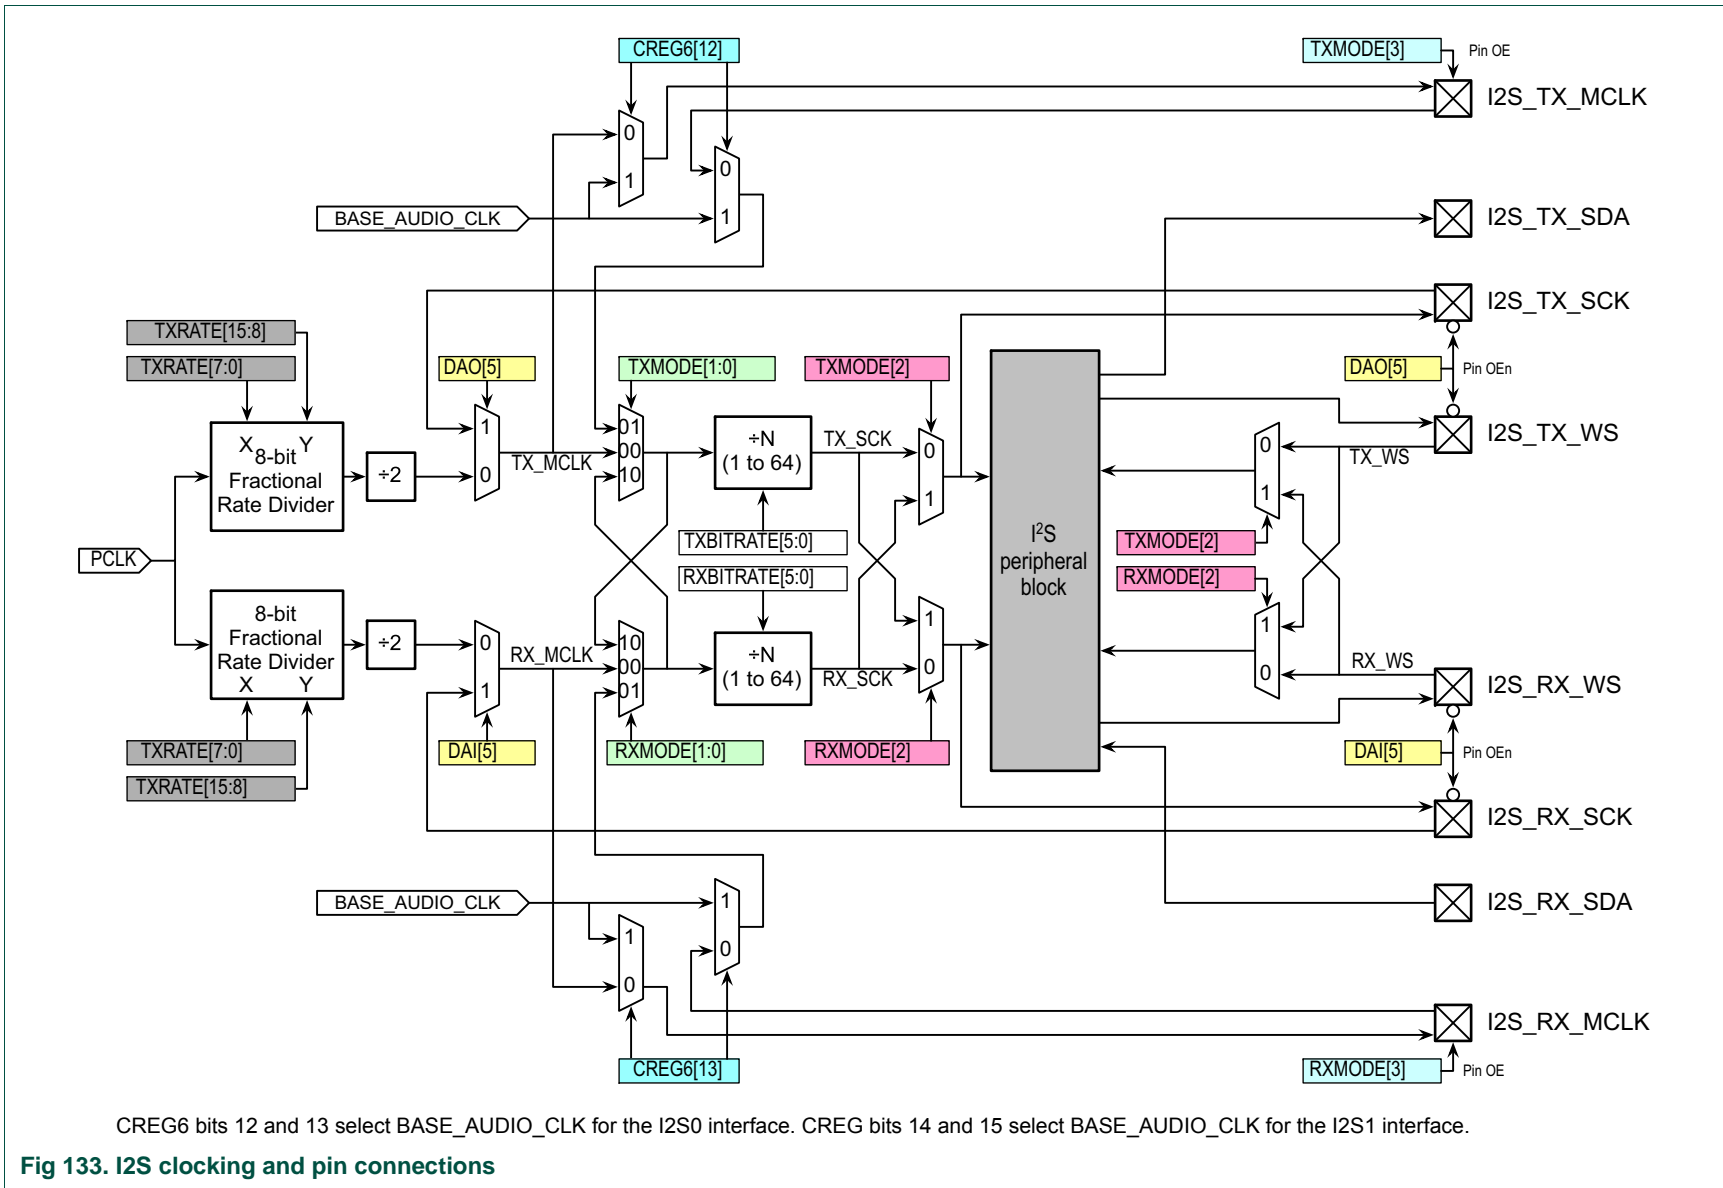 CREG6[12]
TXMODE[3]
Pin OE
I2S_TX_MCLK
0
1
0
1
BASE_AUDIO_CLK
I2S_TX_SDA
I2S_TX_SCK
TXRATE[15:8]
TXRATE[7:0]
DAO[5]
TXMODE[1:0]
TXMODE[2]
DAO[5]
Pin OEn
X
Y
8-bit
Fractional
Rate Divider
÷2
1
0
TX_MCLK
01
00
10
÷N
(1 to 64)
TX_SCK
0
1
0
1
TX_WS
I2S_TX_WS
PCLK
TXBITRATE[5:0]
RXBITRATE[5:0]
I2S
peripheral
block
TXMODE[2]
RXMODE[2]
8-bit
Fractional
Rate Divider
X
Y
÷2
0
1
RX_MCLK
10
00
01
÷N
(1 to 64)
RX_SCK
1
0
1
0
RX_WS
I2S_RX_WS
TXRATE[7:0]
TXRATE[15:8]
DAI[5]
RXMODE[1:0]
RXMODE[2]
DAI[5]
Pin OEn
I2S_RX_SCK
BASE_AUDIO_CLK
1
0
1
0
I2S_RX_SDA
I2S_RX_MCLK
CREG6[13]
RXMODE[3]
Pin OE
CREG6 bits 12 and 13 select BASE_AUDIO_CLK for the I2S0 interface. CREG bits 14 and 15 select BASE_AUDIO_CLK for the I2S1 interface.
Fig 133. I2S clocking and pin connections